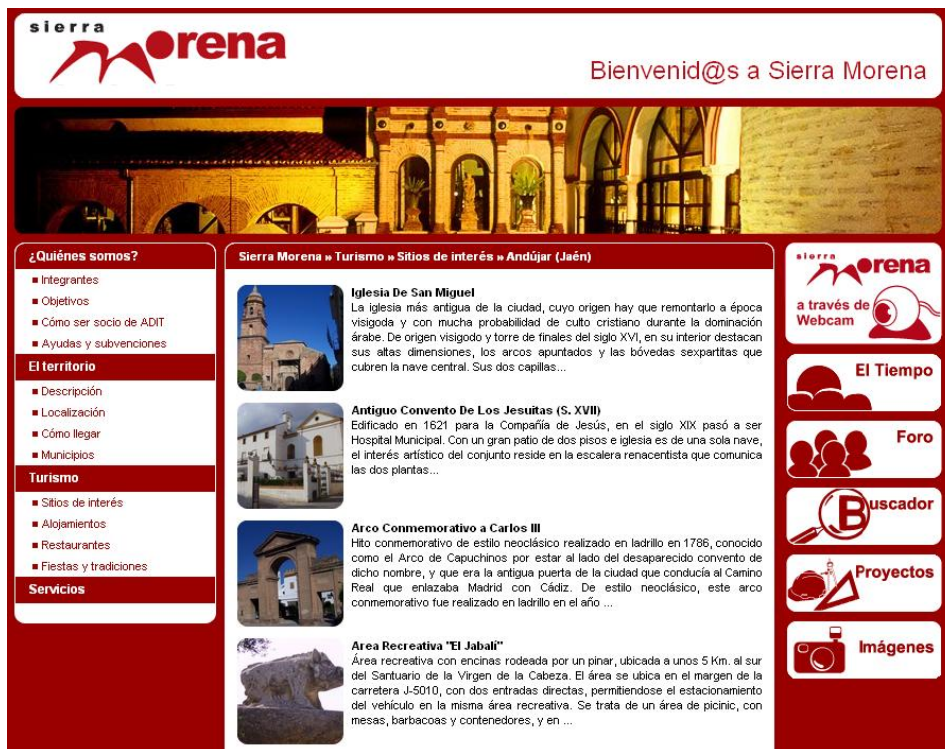 sierra
Morena
Bienvenid@s a Sierra Morena
¿Quiénes somos?
Integrantes
Objetivos
Cómo ser socio de ADIT
Ayudas y subvenciones
El territorio
Descripción
Localización
Cómo llegar
Municipios
Turismo
Sitios de interés
Alojamientos
Restaurantes
Fiestas y tradiciones
Servicios
Sierra Morena » Turismo » Sitios de interés » Andújar (Jaén)
Iglesia De San Miguel
La iglesia más antigua de la ciudad, cuyo origen hay que remontarlo a época
visigoda y con mucha probabilidad de culto cristiano durante la dominación
árabe. De origen visigodo y torre de finales del siglo XVI, en su interior destacan
sus altas dimensiones, los arcos apuntados y las bóvedas sexpartitas que
cubren la nave central. Sus dos capillas...
Antiguo Convento De Los Jesuitas (S. XVII)
Edificado en 1621 para la Compañía de Jesús, en el siglo XIX pasó a ser
Hospital Municipal. Con un gran patio de dos pisos e iglesia es de una sola nave,
el interés artístico del conjunto reside en la escalera renacentista que comunica
las dos plantas...
Arco Conmemorativo a Carlos III
Hito conmemorativo de estilo neoclásico realizado en ladrillo en 1786, conocido
como el Arco de Capuchinos por estar al lado del desaparecido convento de
dicho nombre, y que era la antigua puerta de la ciudad que conducía al Camino
Real que enlazaba Madrid con Cádiz. De estilo neoclásico, este arco
conmemorativo fue realizado en ladrillo en el año ...
Area Recreativa "El Jabalí"
Área recreativa con encinas rodeada por un pinar, ubicada a unos 5 Km. al sur
del Santuario de la Virgen de la Cabeza. El área se ubica en el margen de la
carretera J-5010, con dos entradas directas, permitiendose el estacionamiento
del vehículo en la misma área recreativa. Se trata de un área de picinic, con
mesas, barbacoas y contenedores, y en ...
sierra
Morena
a través de
Webcam
El Tiempo
Foro
Buscador
Proyectos
Imágenes